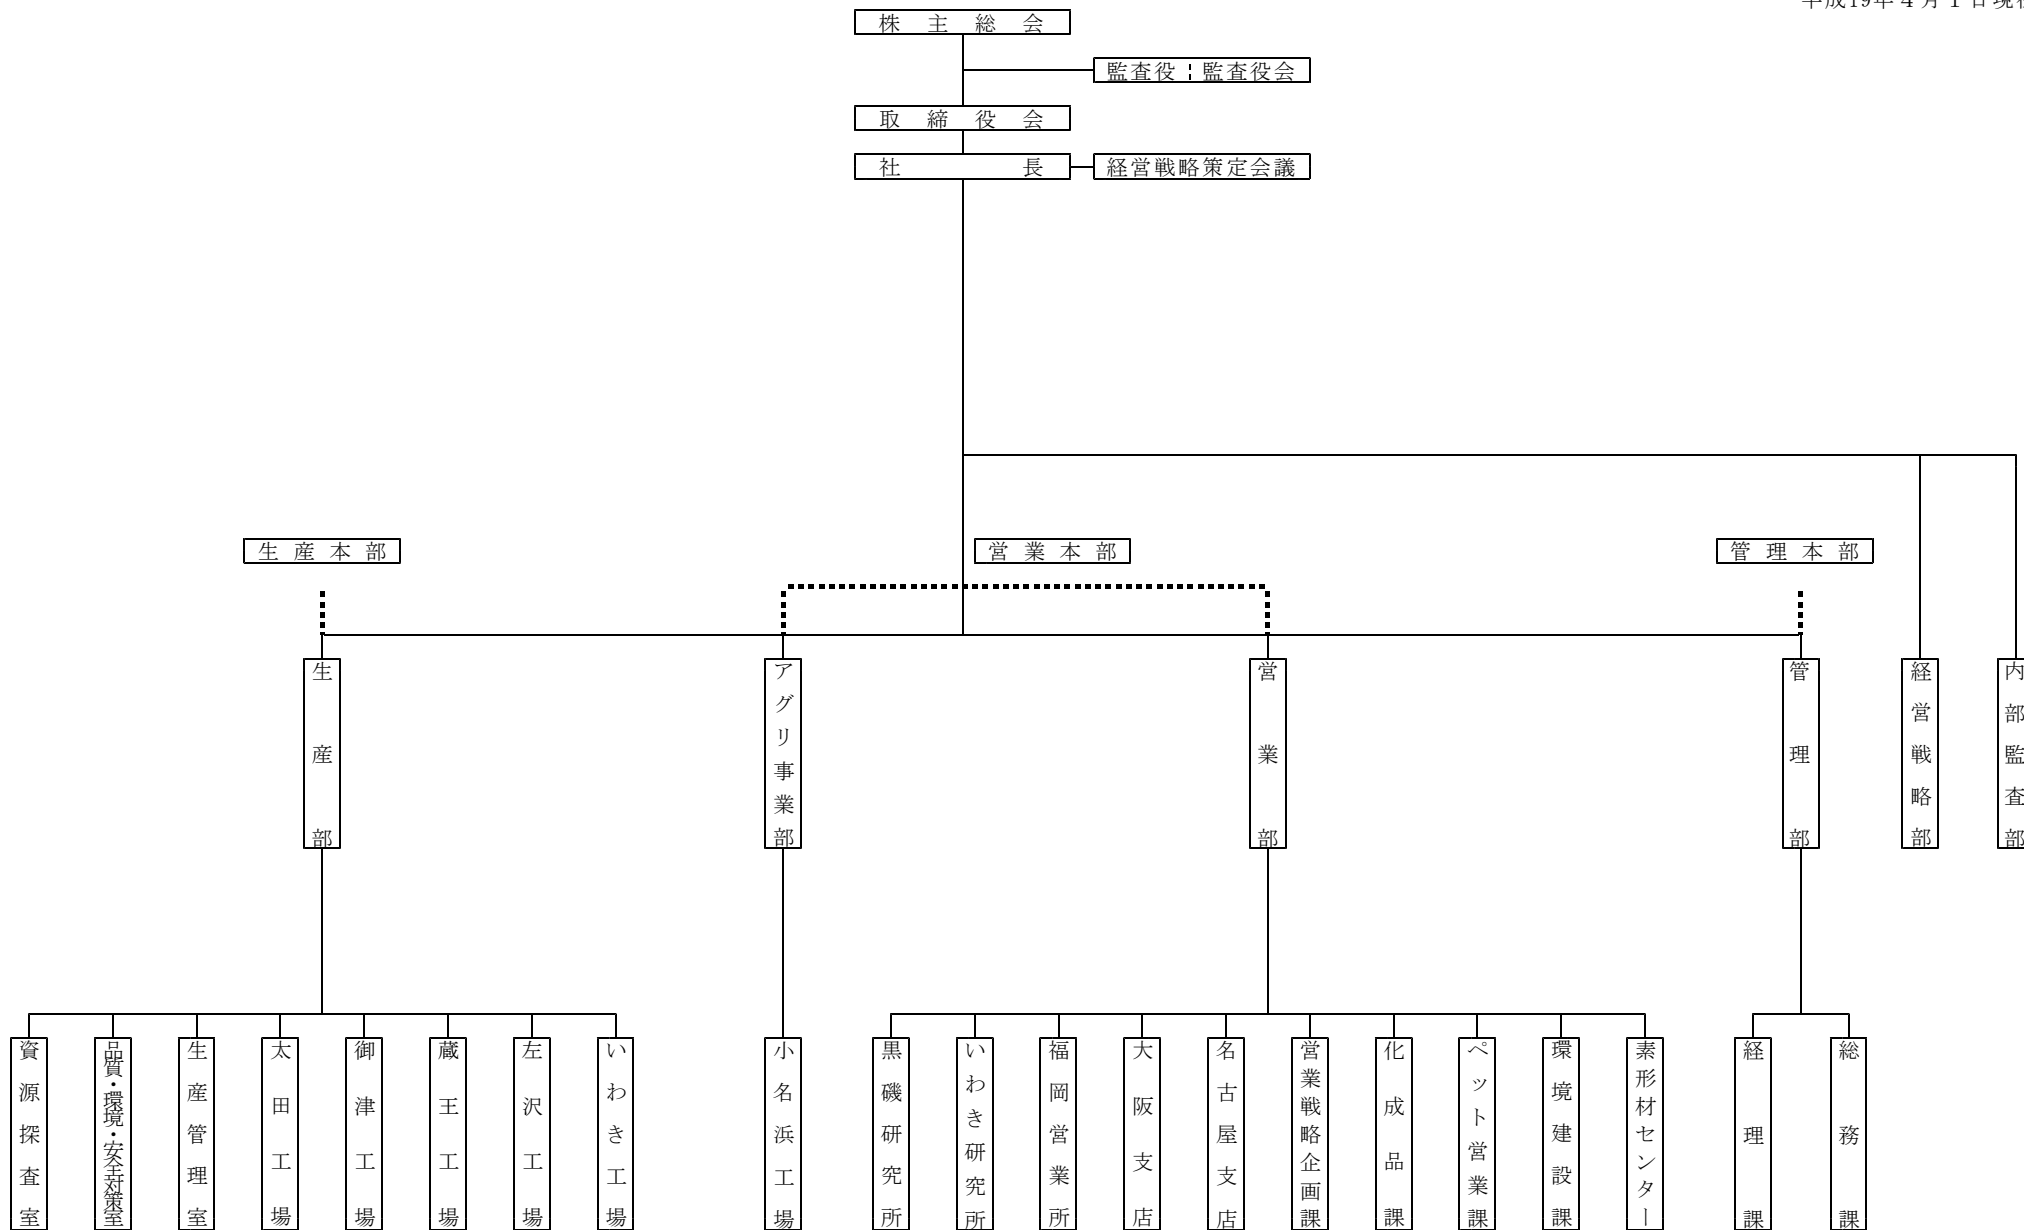 平成19年4月1日現在
株主総会
監査役 監査役会
取締役会
社長
経営戦略策定会議
生産本部
営業本部
管理本部
生産部
アグリ事業部
営業部
管理部
経営戦略部
内部監査部
資源探査室
品質・環境・安全対策室
生産管理室
太田工場
御津工場
蔵王工場
左沢工場
いわき工場
小名浜工場
黒磯研究所
いわき研究所
福岡営業所
大阪支店
名古屋支店
営業戦略企画課
化成品課
ペット営業課
環境建設課
素形材センター
経理課
総務課